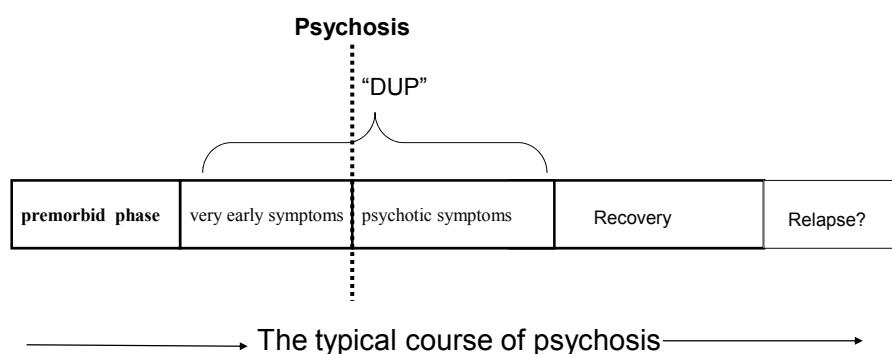 Psychosis
“DUP”
premorbid phase
very early symptoms
psychotic symptoms
Recovery
Relapse?
The typical course of psychosis